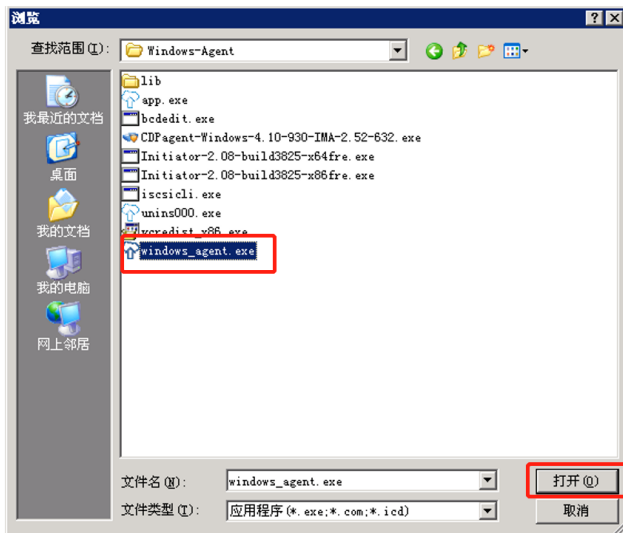 浏览
查找范围(I):
Windows-Agent
我最近的文档
桌面
我的文档
我的电脑
网上邻居
lib
app.exe
bcdedit.exe
CDPagent-Windows-4.10-930-IMA-2.52-632.exe
Initiator-2.08-build3825-x64fre.exe
Initiator-2.08-build3825-x86fre.exe
iscsicli.exe
unins000.exe
vcredist_x86.exe
windows_agent.exe
文件名(N):
windows_agent.exe
打开(O)
文件类型(T):
应用程序(*.exe;*.com;*.icd)
取消